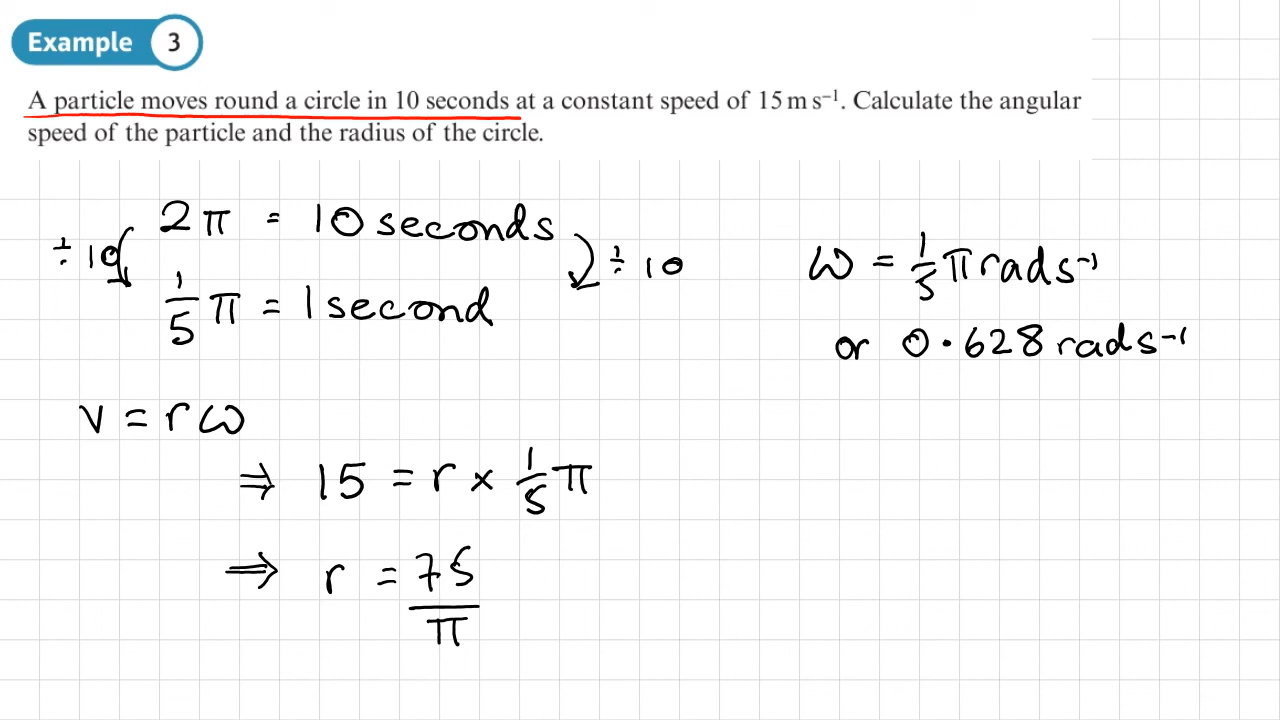 Example 3
A particle moves round a circle in 10 seconds at a constant speed of 15 m s⁻¹. Calculate the angular
speed of the particle and the radius of the circle.
÷ 10 2π = 10 seconds ÷ 10
1/5 π = 1 second
ω = 1/5 π rad s⁻¹
or 0.628 rad s⁻¹
v = rω
⇒ 15 = r × 1/5 π
⇒ r = 75/π